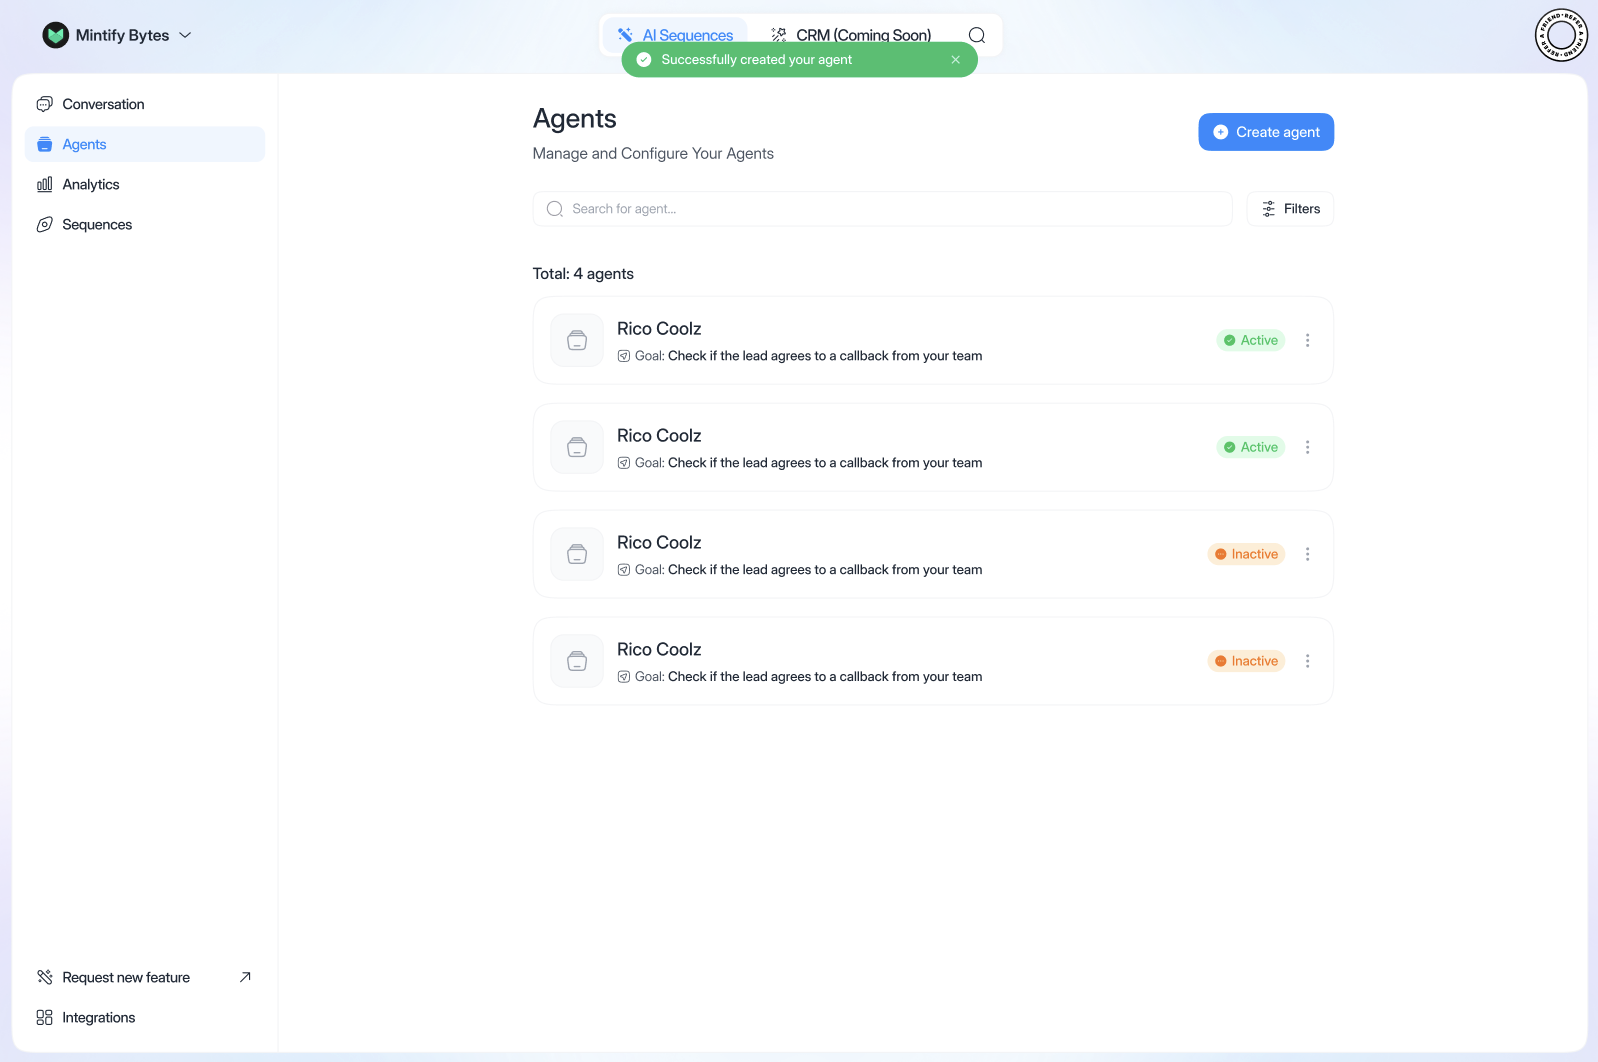 Mintify Bytes
AI Sequences
CRM (Coming Soon)
REFER A FRIEND • REFER A FRIEND •
Successfully created your agent
Conversation
Agents
Analytics
Sequences
Agents
Manage and Configure Your Agents
Create agent
Search for agent...
Filters
Total: 4 agents
Rico Coolz
Goal: Check if the lead agrees to a callback from your team
Active
Rico Coolz
Goal: Check if the lead agrees to a callback from your team
Active
Rico Coolz
Goal: Check if the lead agrees to a callback from your team
Inactive
Rico Coolz
Goal: Check if the lead agrees to a callback from your team
Inactive
Request new feature
Integrations